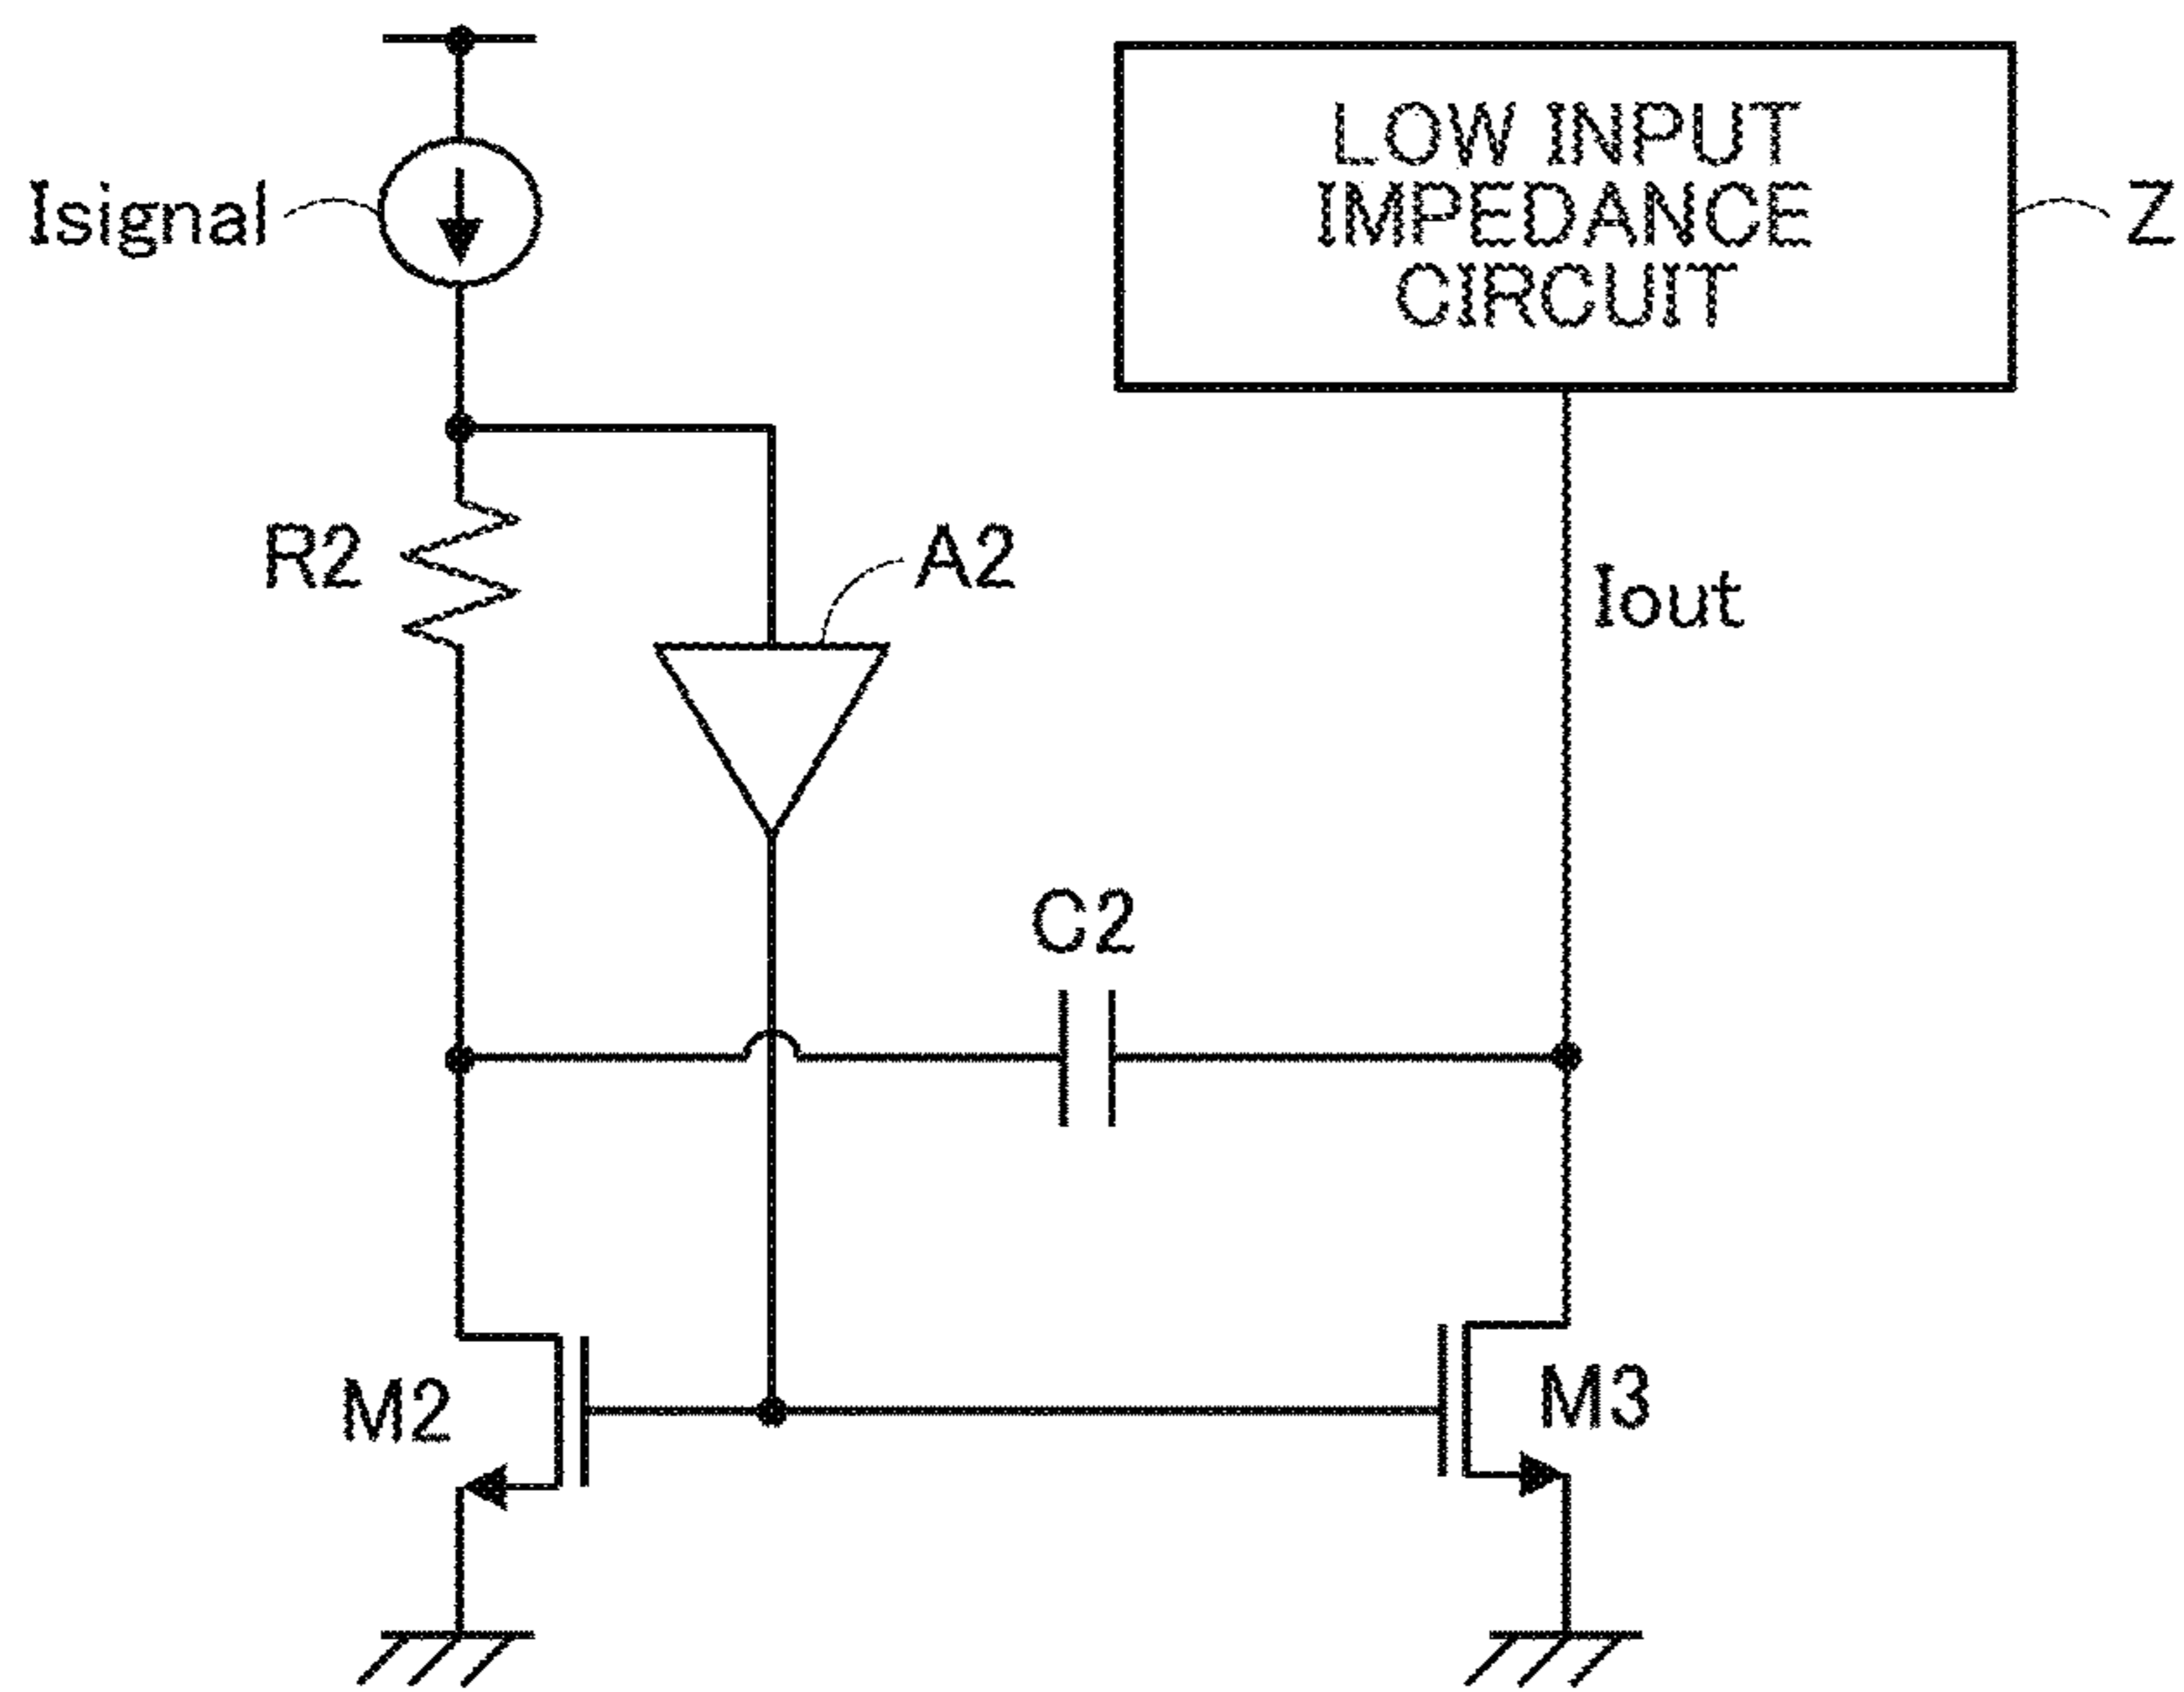 LOW INPUT
IMPEDANCE
CIRCUIT
Z
Isignal
R2
A2
Iout
C2
M2
M3